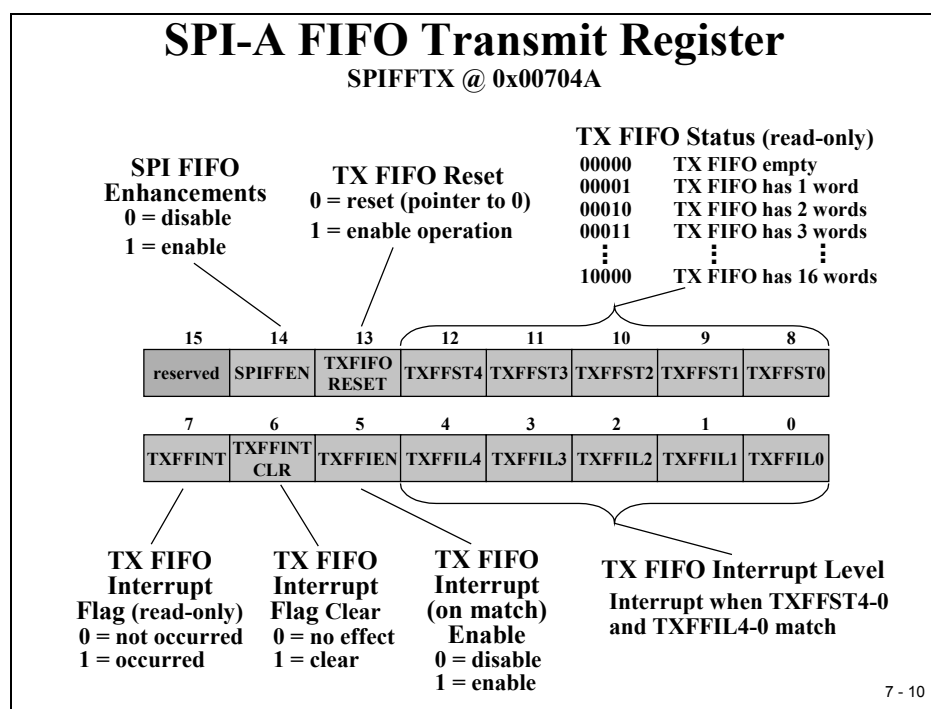 SPI-A FIFO Transmit Register
SPIFFTX @ 0x00704A
SPI FIFO
Enhancements
0 = disable
1 = enable
TX FIFO Reset
0 = reset (pointer to 0)
1 = enable operation
TX FIFO Status (read-only)
00000 TX FIFO empty
00001 TX FIFO has 1 word
00010 TX FIFO has 2 words
00011 TX FIFO has 3 words
10000 TX FIFO has 16 words
15 14 13 12 11 10 9 8
reserved SPIFFEN TXFIFO RESET TXFFST4 TXFFST3 TXFFST2 TXFFST1 TXFFST0
7 6 5 4 3 2 1 0
TXFFINT TXFFINT CLR TXFFIEN TXFFIL4 TXFFIL3 TXFFIL2 TXFFIL1 TXFFIL0
TX FIFO
Interrupt
Flag (read-only)
0 = not occurred
1 = occurred
TX FIFO
Interrupt
Flag Clear
0 = no effect
1 = clear
TX FIFO
Interrupt
(on match)
Enable
0 = disable
1 = enable
TX FIFO Interrupt Level
Interrupt when TXFFST4-0
and TXFFIL4-0 match
7 - 10